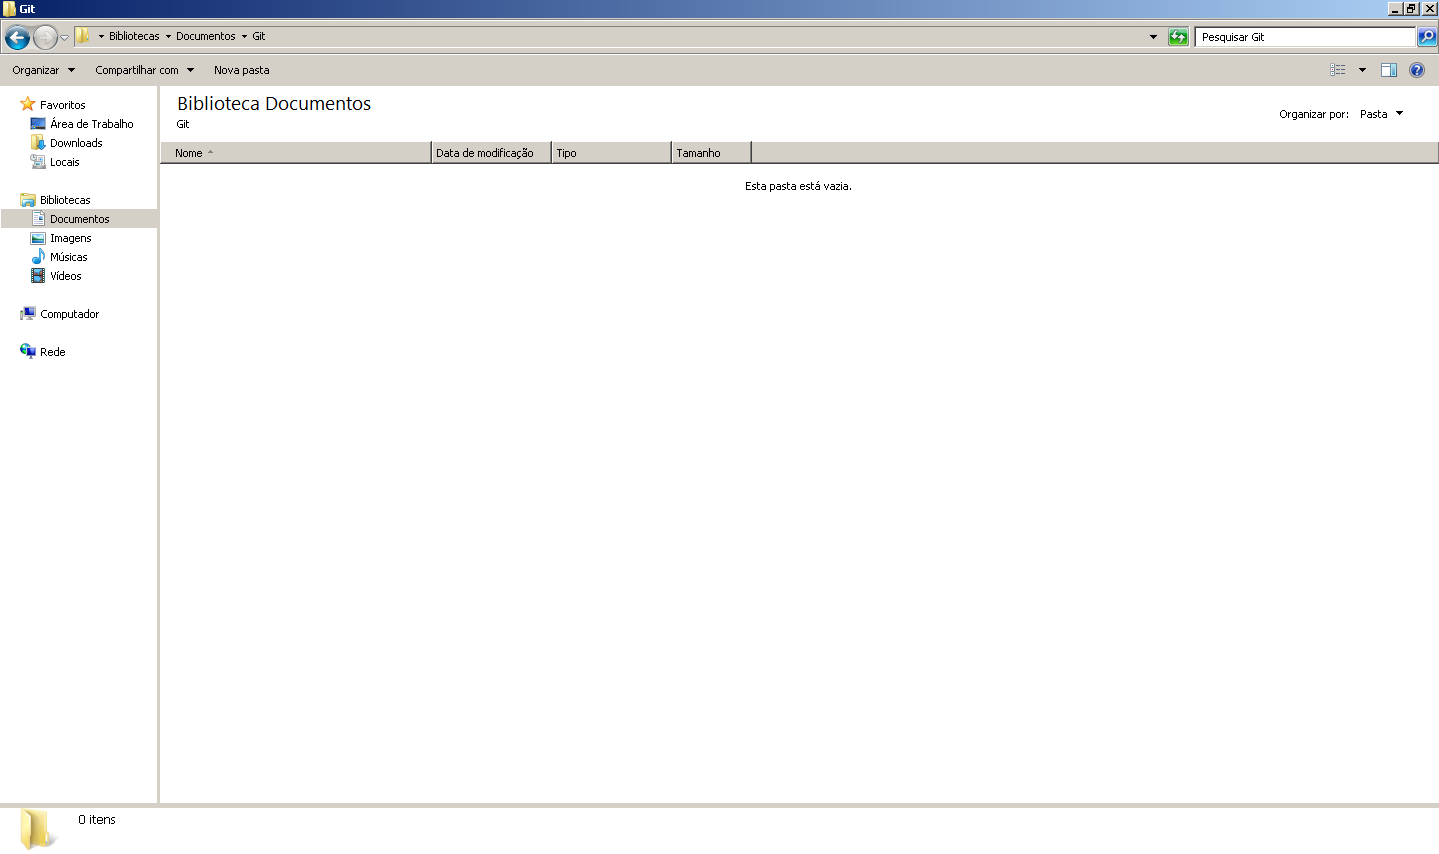 Git
Bibliotecas Documentos Git
Pesquisar Git
Organizar Compartilhar com Nova pasta
Favoritos
Área de Trabalho
Downloads
Locais
Bibliotecas
Documentos
Imagens
Músicas
Vídeos
Computador
Rede
Biblioteca Documentos
Git
Organizar por: Pasta
Nome Data de modificação Tipo Tamanho
Esta pasta está vazia.
0 itens